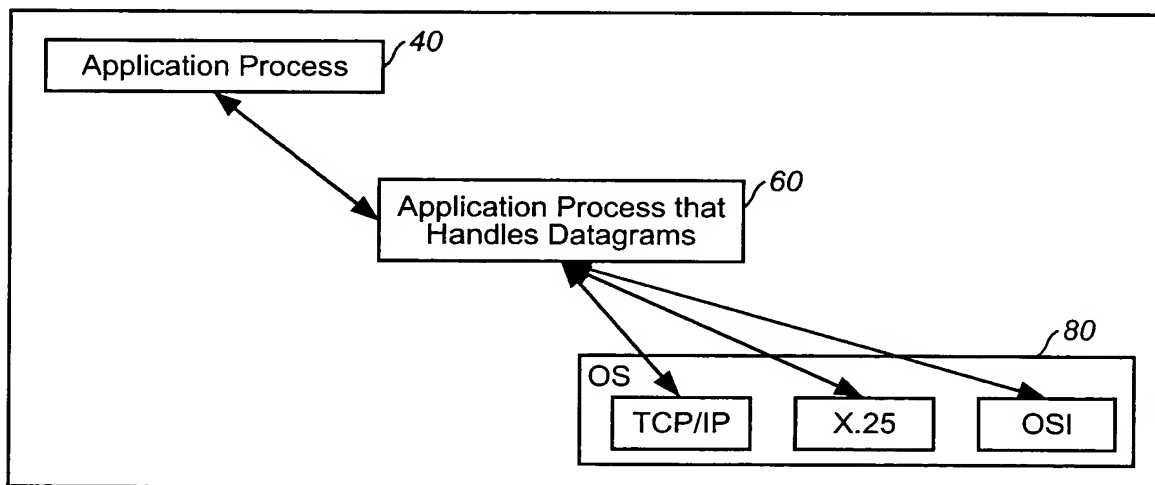 40
Application Process
60
Application Process that
Handles Datagrams
80
OS
TCP/IP
X.25
OSI